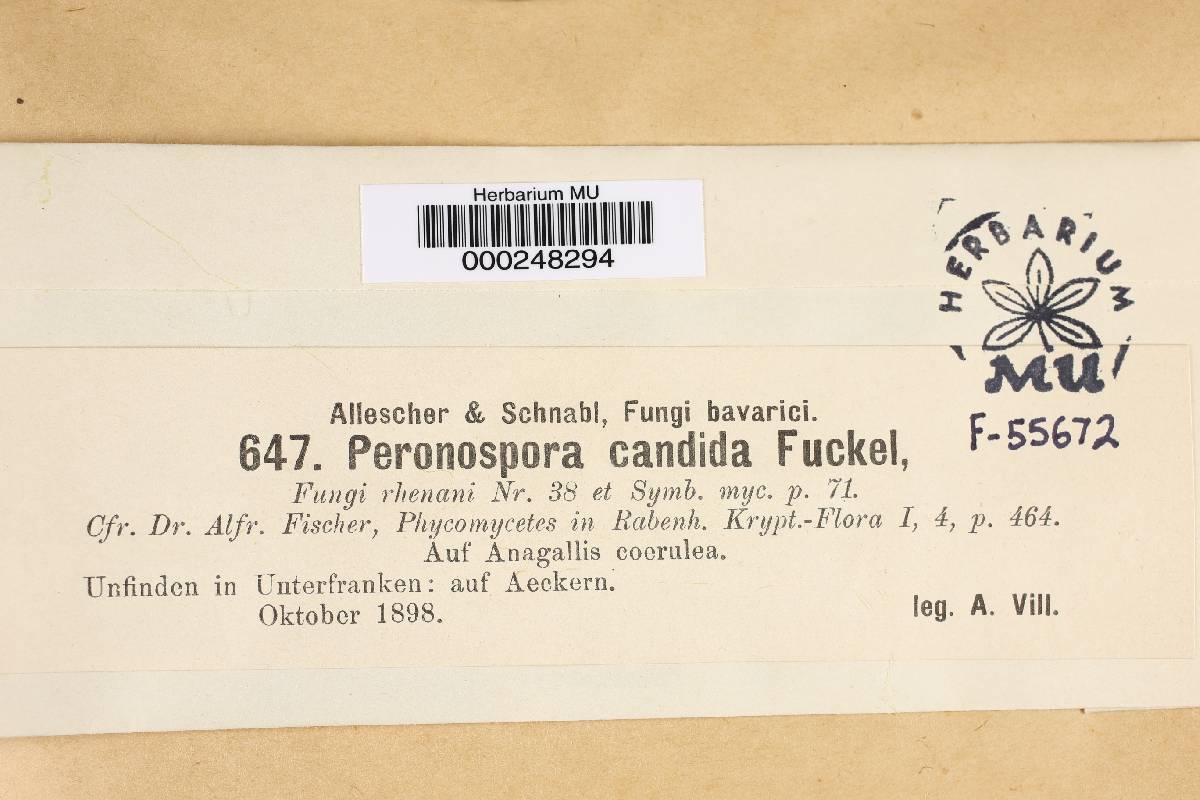 Herbarium MU
000248294
HERBARIUM
MU
F-55672
Allescher & Schnabl, Fungi bavarici.
647. Peronospora candida Fuckel,
Fungi rhenani Nr. 38 et Symb. myc. p. 71.
Cfr. Dr. Alfr. Fischer, Phycomycetes in Rabenh. Krypt.-Flora I, 4, p. 464.
Auf Anagallis coerulea.
Unfinden in Unterfranken: auf Aeckern.
Oktober 1898.
leg. A. Vill.